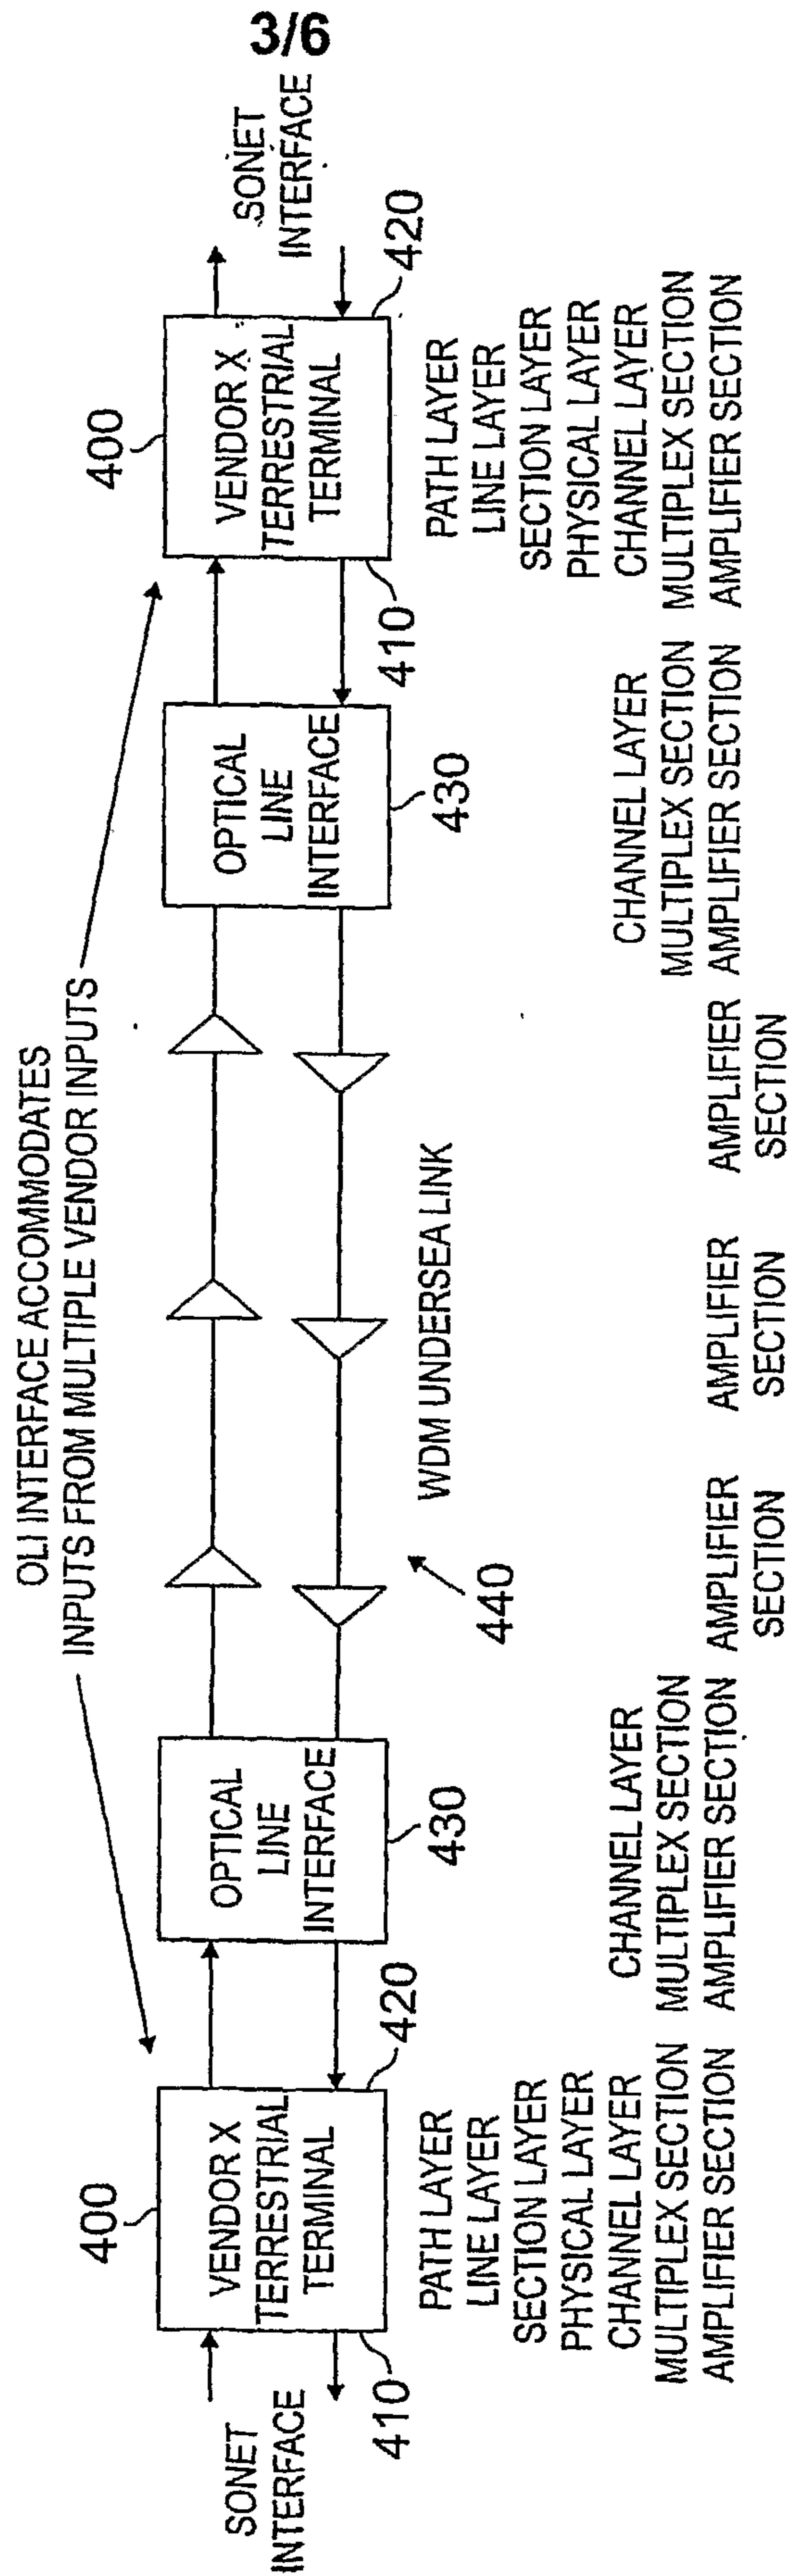 3/6
OLI INTERFACE ACCOMMODATES
INPUTS FROM MULTIPLE VENDOR INPUTS
SONET
INTERFACE
400
VENDOR X
TERRESTRIAL
TERMINAL
410
420
OPTICAL
LINE
INTERFACE
430
440
WDM UNDERSEA LINK
OPTICAL
LINE
INTERFACE
430
400
VENDOR X
TERRESTRIAL
TERMINAL
410
420
SONET
INTERFACE
PATH LAYER
LINE LAYER
SECTION LAYER
PHYSICAL LAYER
CHANNEL LAYER
MULTIPLEX SECTION
AMPLIFIER SECTION
CHANNEL LAYER
MULTIPLEX SECTION
AMPLIFIER SECTION
AMPLIFIER
SECTION
AMPLIFIER
SECTION
AMPLIFIER
SECTION
CHANNEL LAYER
MULTIPLEX SECTION
AMPLIFIER SECTION
PATH LAYER
LINE LAYER
SECTION LAYER
PHYSICAL LAYER
CHANNEL LAYER
MULTIPLEX SECTION
AMPLIFIER SECTION